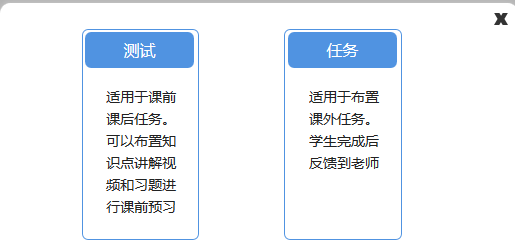 x
测试
适用于课前
课后任务。
可以布置知
识点讲解视
频和习题进
行课前预习
任务
适用于布置
课外任务。
学生完成后
反馈到老师